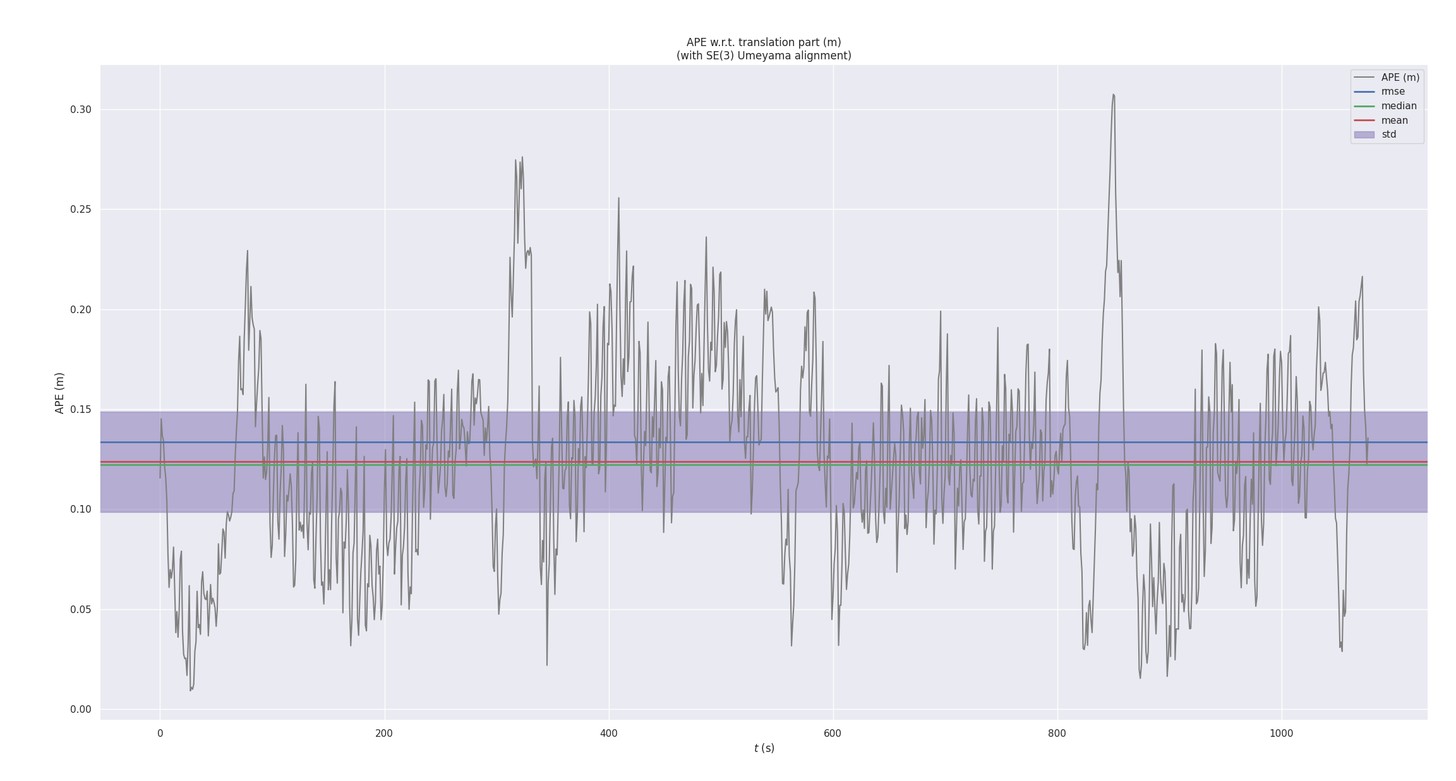 APE w.r.t. translation part (m)
(with SE(3) Umeyama alignment)
APE (m)
rmse
median
mean
std
0.30
0.25
0.20
0.15
0.10
0.05
0.00
APE (m)
0
200
400
600
800
1000
t (s)